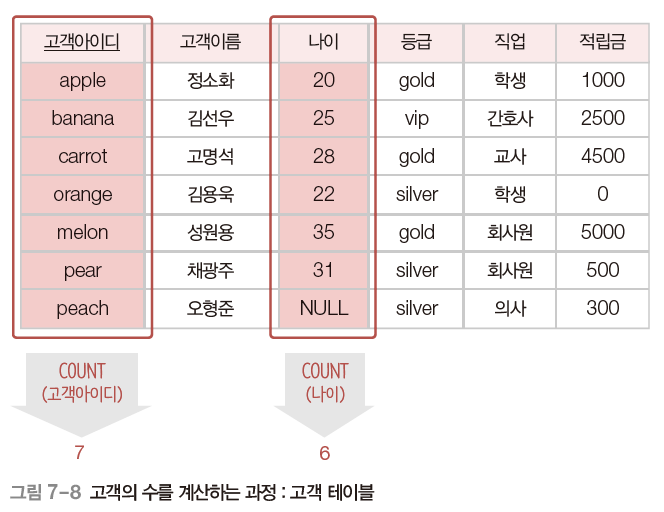 고객아이디 고객이름 나이 등급 직업 적립금
apple 정소화 20 gold 학생 1000
banana 김선우 25 vip 간호사 2500
carrot 고명석 28 gold 교사 4500
orange 김용욱 22 silver 학생 0
melon 성원용 35 gold 회사원 5000
pear 채광주 31 silver 회사원 500
peach 오형준 NULL silver 의사 300
COUNT COUNT
(고객아이디) (나이)
7 6
그림 7-8 고객의 수를 계산하는 과정 : 고객 테이블